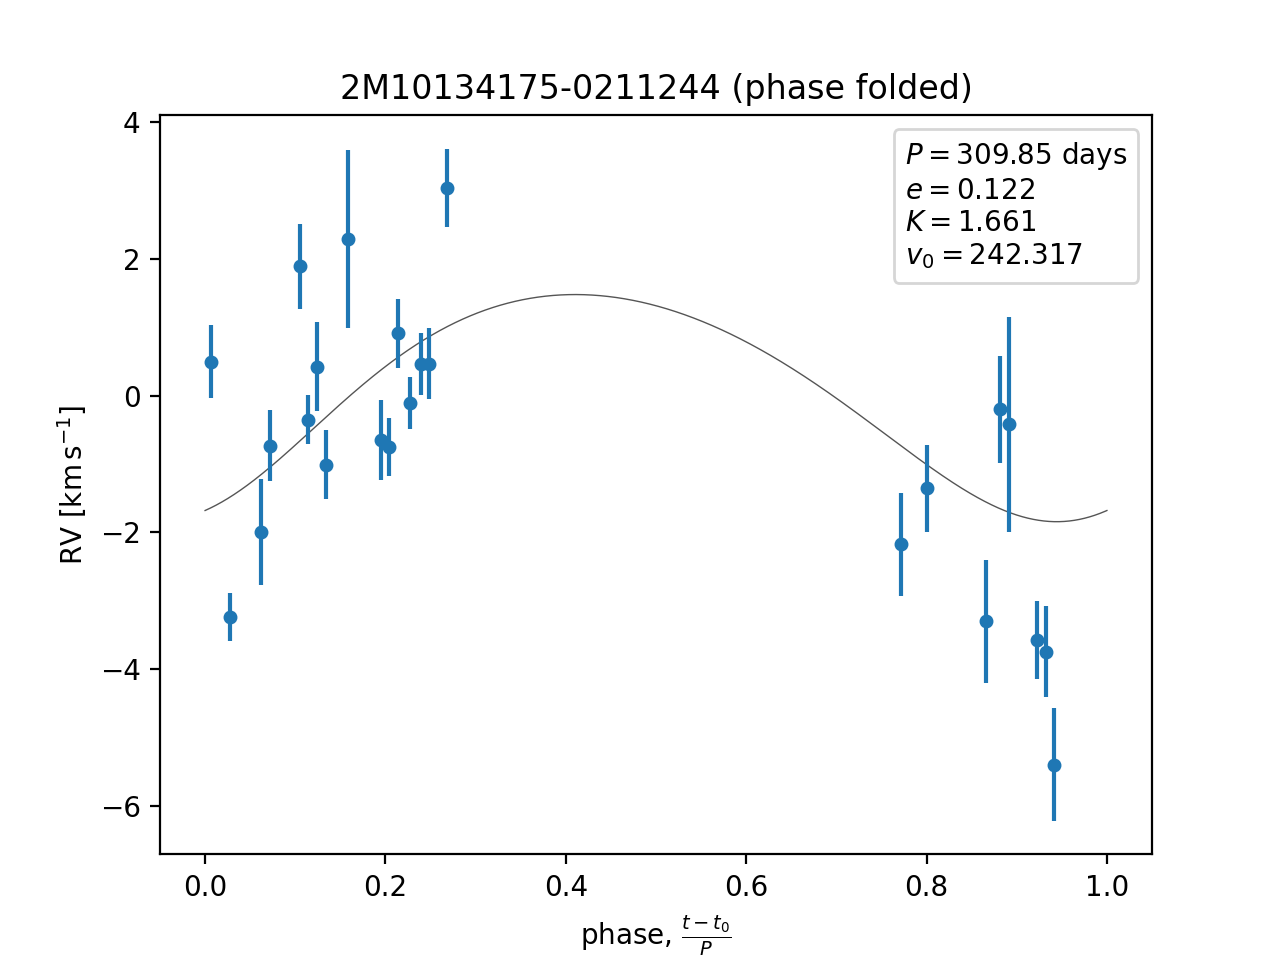 2M10134175-0211244 (phase folded)
P = 309.85 days
e = 0.122
K = 1.661
v₀ = 242.317
RV [km s⁻¹]
4
2
0
−2
−4
−6
0.0 0.2 0.4 0.6 0.8 1.0
phase, (t − t₀)/P